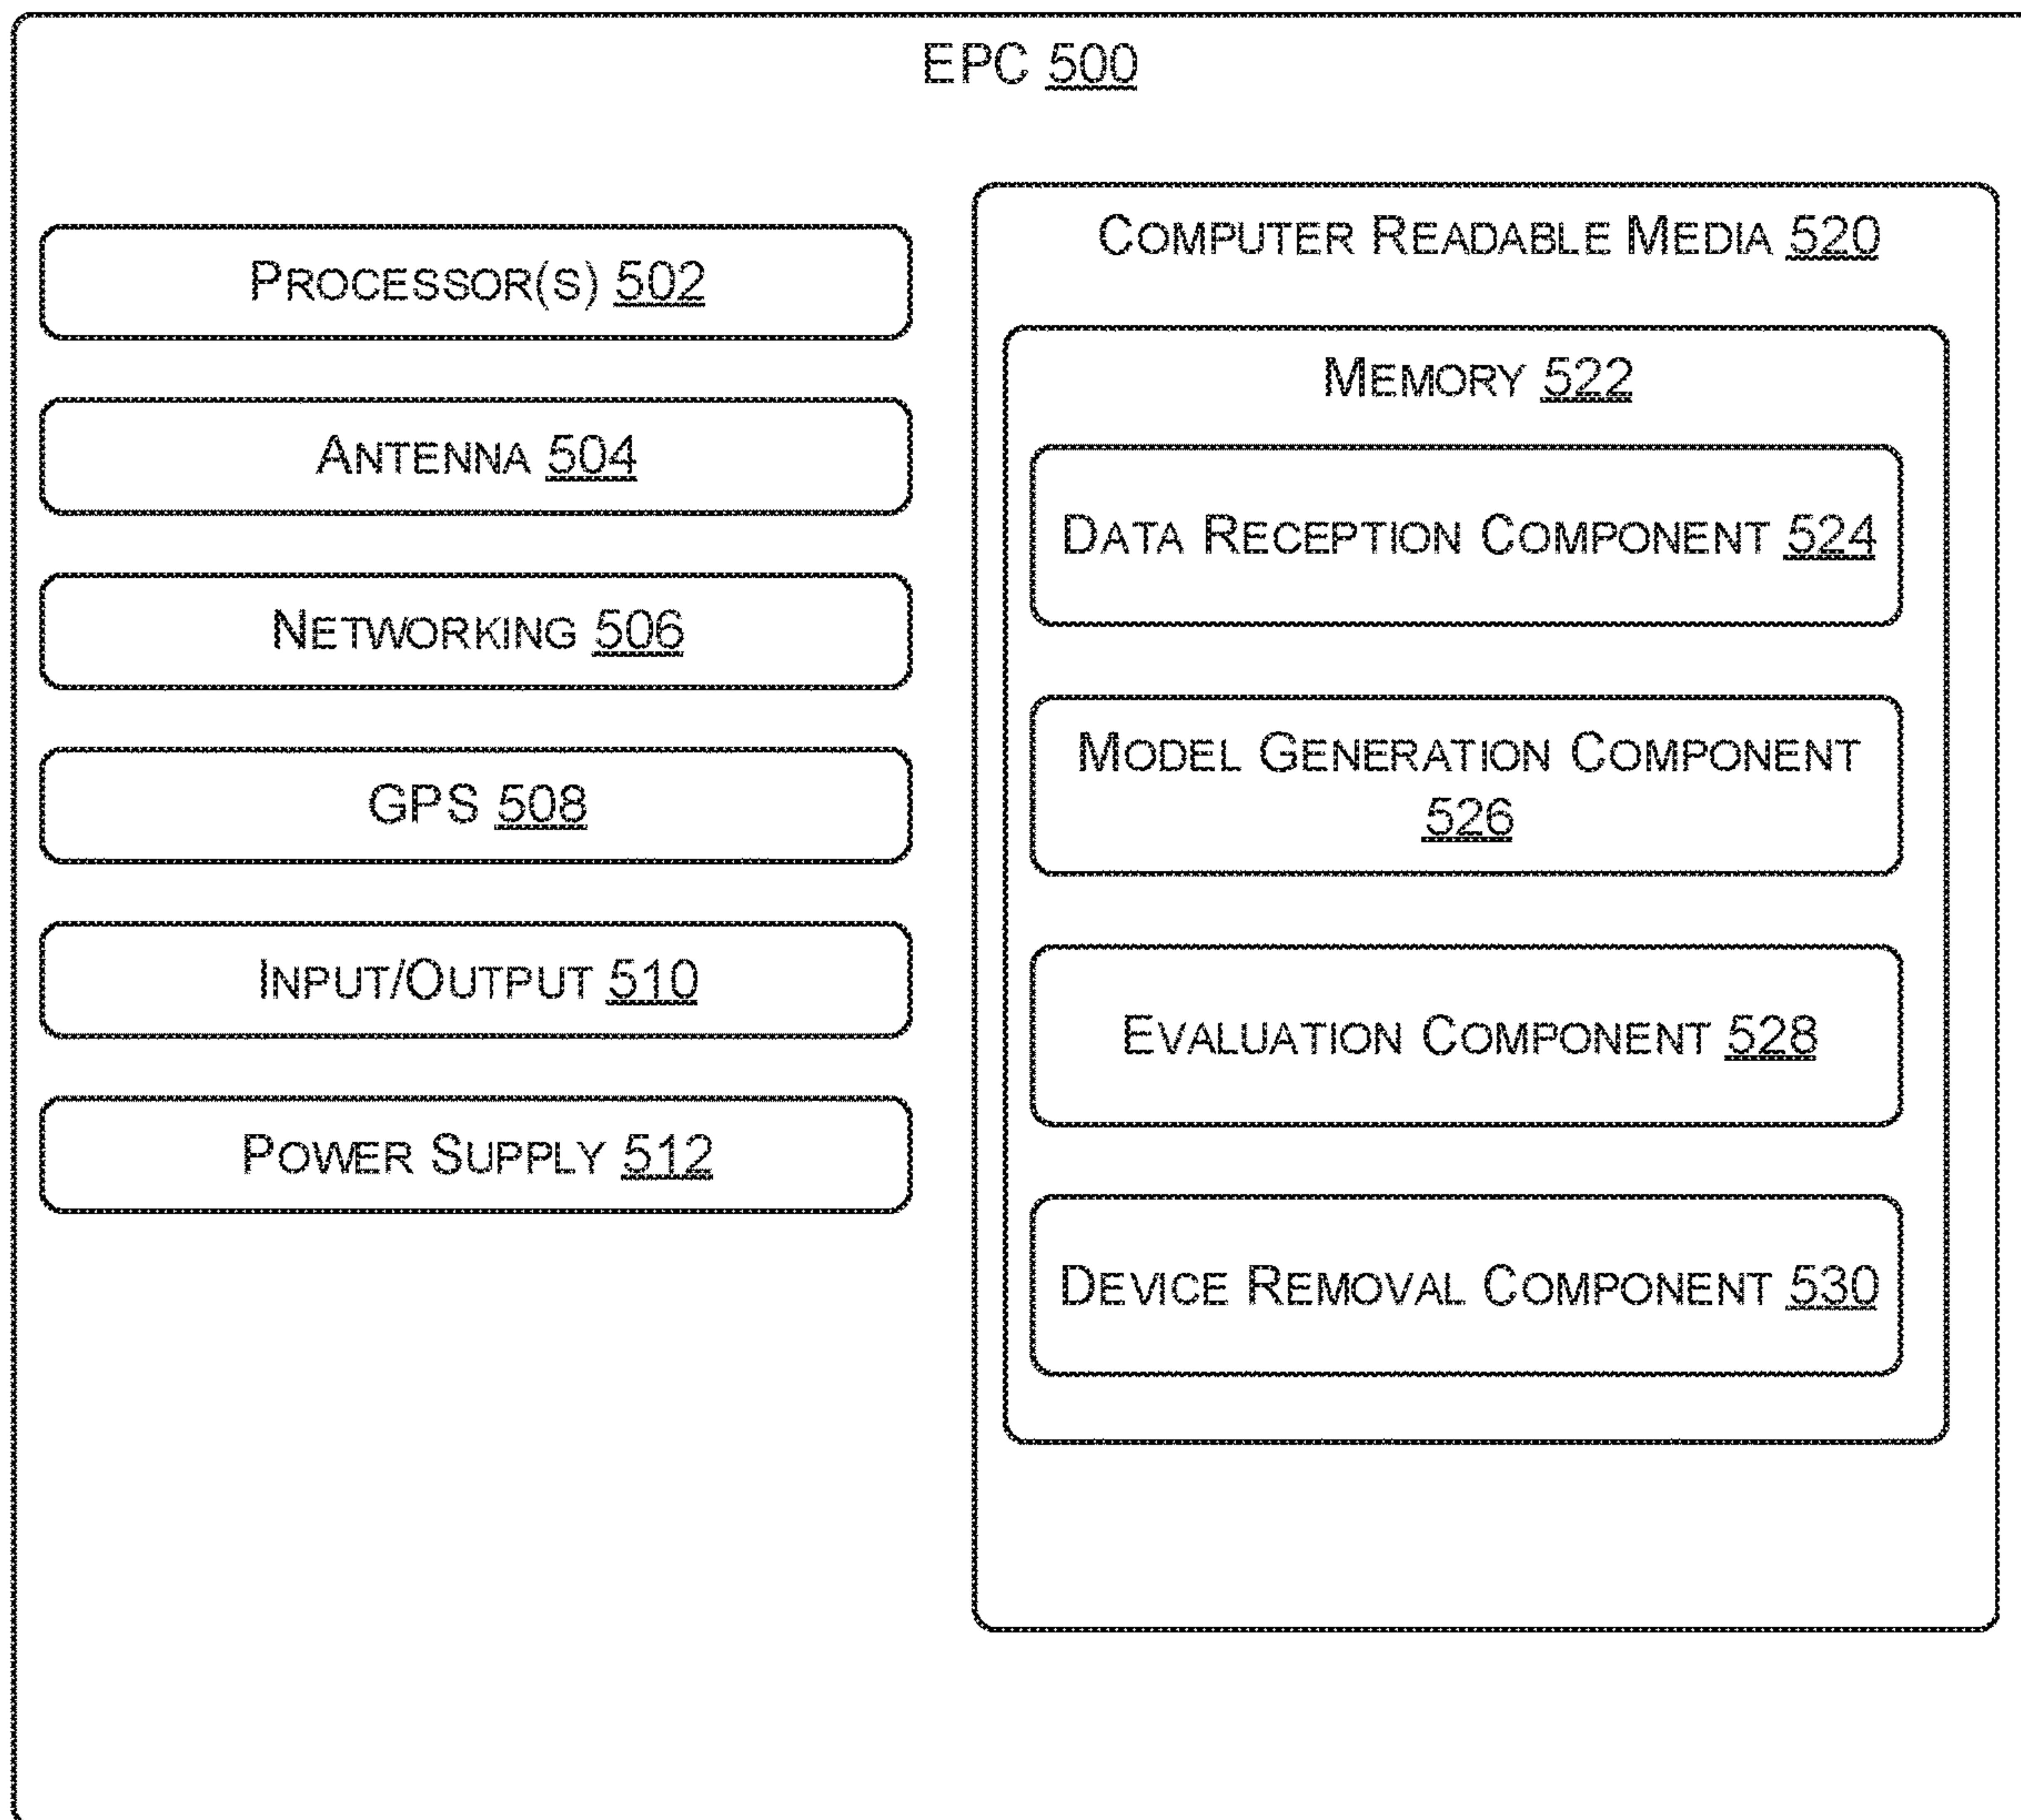 EPC 500
PROCESSOR(S) 502
ANTENNA 504
NETWORKING 506
GPS 508
INPUT/OUTPUT 510
POWER SUPPLY 512
COMPUTER READABLE MEDIA 520
MEMORY 522
DATA RECEPTION COMPONENT 524
MODEL GENERATION COMPONENT
526
EVALUATION COMPONENT 528
DEVICE REMOVAL COMPONENT 530